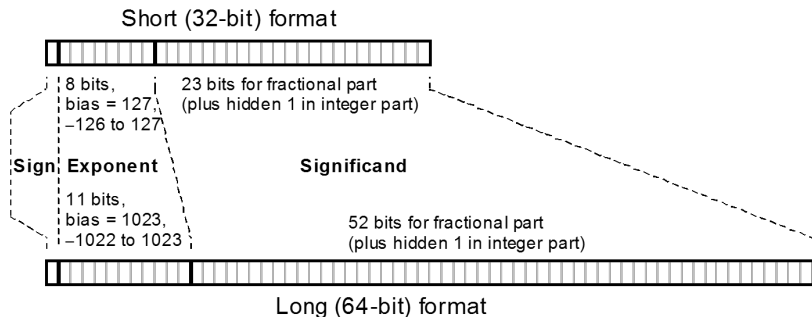 Short (32-bit) format
8 bits,
bias = 127,
–126 to 127
23 bits for fractional part
(plus hidden 1 in integer part)
Sign Exponent Significand
11 bits,
bias = 1023,
–1022 to 1023
52 bits for fractional part
(plus hidden 1 in integer part)
Long (64-bit) format